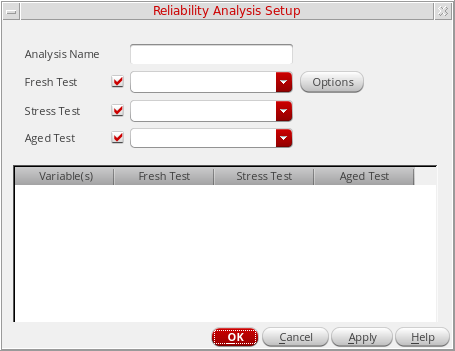 Reliability Analysis Setup
Analysis Name
Fresh Test Options
Stress Test
Aged Test
Variable(s) Fresh Test Stress Test Aged Test
OK Cancel Apply Help